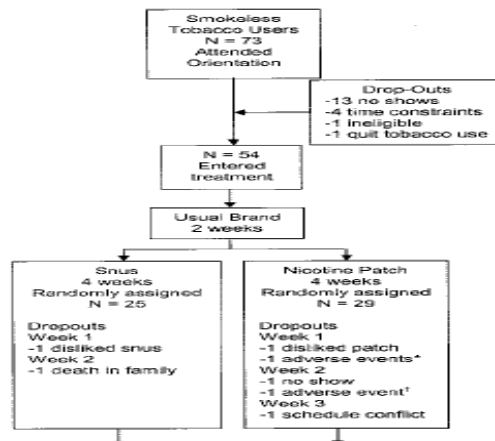 Smokeless
Tobacco Users
N = 73
Attended
Orientation
Drop-Outs
-13 no shows
-4 time constraints
-1 ineligible
-1 quit tobacco use
N = 54
Entered
treatment
Usual Brand
2 weeks
Snus
4 weeks
Randomly assigned
N = 25
Dropouts
Week 1
-1 disliked snus
Week 2
-1 death in family
Nicotine Patch
4 weeks
Randomly assigned
N = 29
Dropouts
Week 1
-1 disliked patch
-1 adverse events*
Week 2
-1 no show
-1 adverse event†
Week 3
-1 schedule conflict